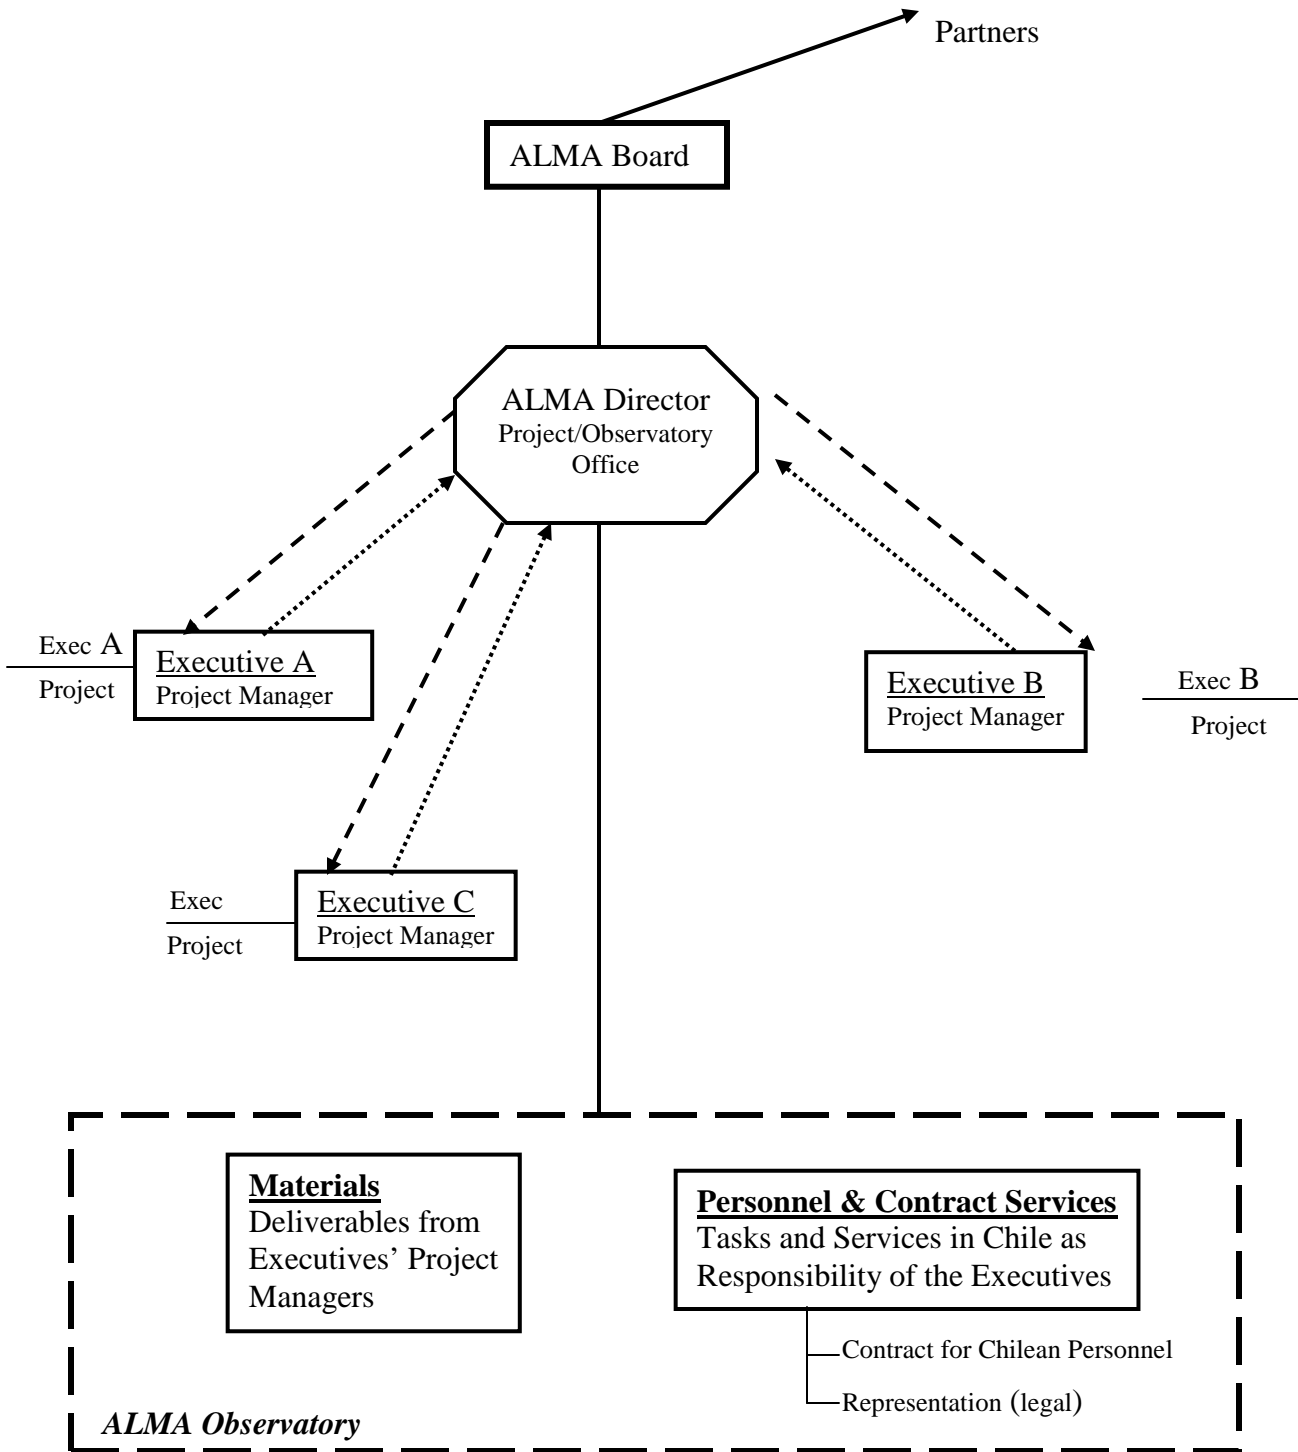 Partners
ALMA Board
ALMA Director
Project/Observatory
Office
Exec A
Project
Executive A
Project Manager
Executive B
Project Manager
Exec B
Project
Exec
Project
Executive C
Project Manager
Materials
Deliverables from
Executives’ Project
Managers
Personnel & Contract Services
Tasks and Services in Chile as
Responsibility of the Executives
Contract for Chilean Personnel
Representation (legal)
ALMA Observatory